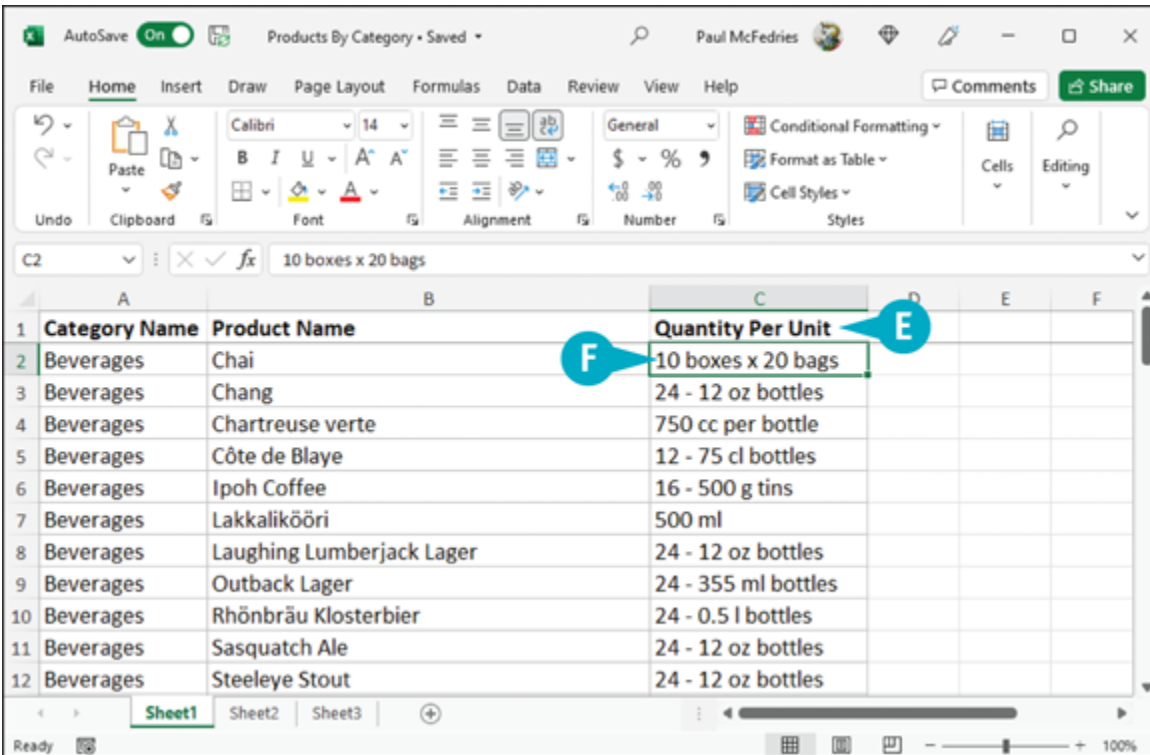 AutoSave On Products By Category • Saved Paul McFedries
File Home Insert Draw Page Layout Formulas Data Review View Help Comments Share
Calibri 14 General Conditional Formatting
Paste B I U A A $ % 9 Format as Table Cells Editing
A Cell Styles
Undo Clipboard Font Alignment Number Styles
C2 fx 10 boxes x 20 bags
A B C D E F
1 Category Name Product Name Quantity Per Unit E
2 Beverages Chai F 10 boxes x 20 bags
3 Beverages Chang 24 - 12 oz bottles
4 Beverages Chartreuse verte 750 cc per bottle
5 Beverages Côte de Blaye 12 - 75 cl bottles
6 Beverages Ipoh Coffee 16 - 500 g tins
7 Beverages Lakkalikööri 500 ml
8 Beverages Laughing Lumberjack Lager 24 - 12 oz bottles
9 Beverages Outback Lager 24 - 355 ml bottles
10 Beverages Rhönbräu Klosterbier 24 - 0.5 l bottles
11 Beverages Sasquatch Ale 24 - 12 oz bottles
12 Beverages Steeleye Stout 24 - 12 oz bottles
Sheet1 Sheet2 Sheet3
Ready 100%